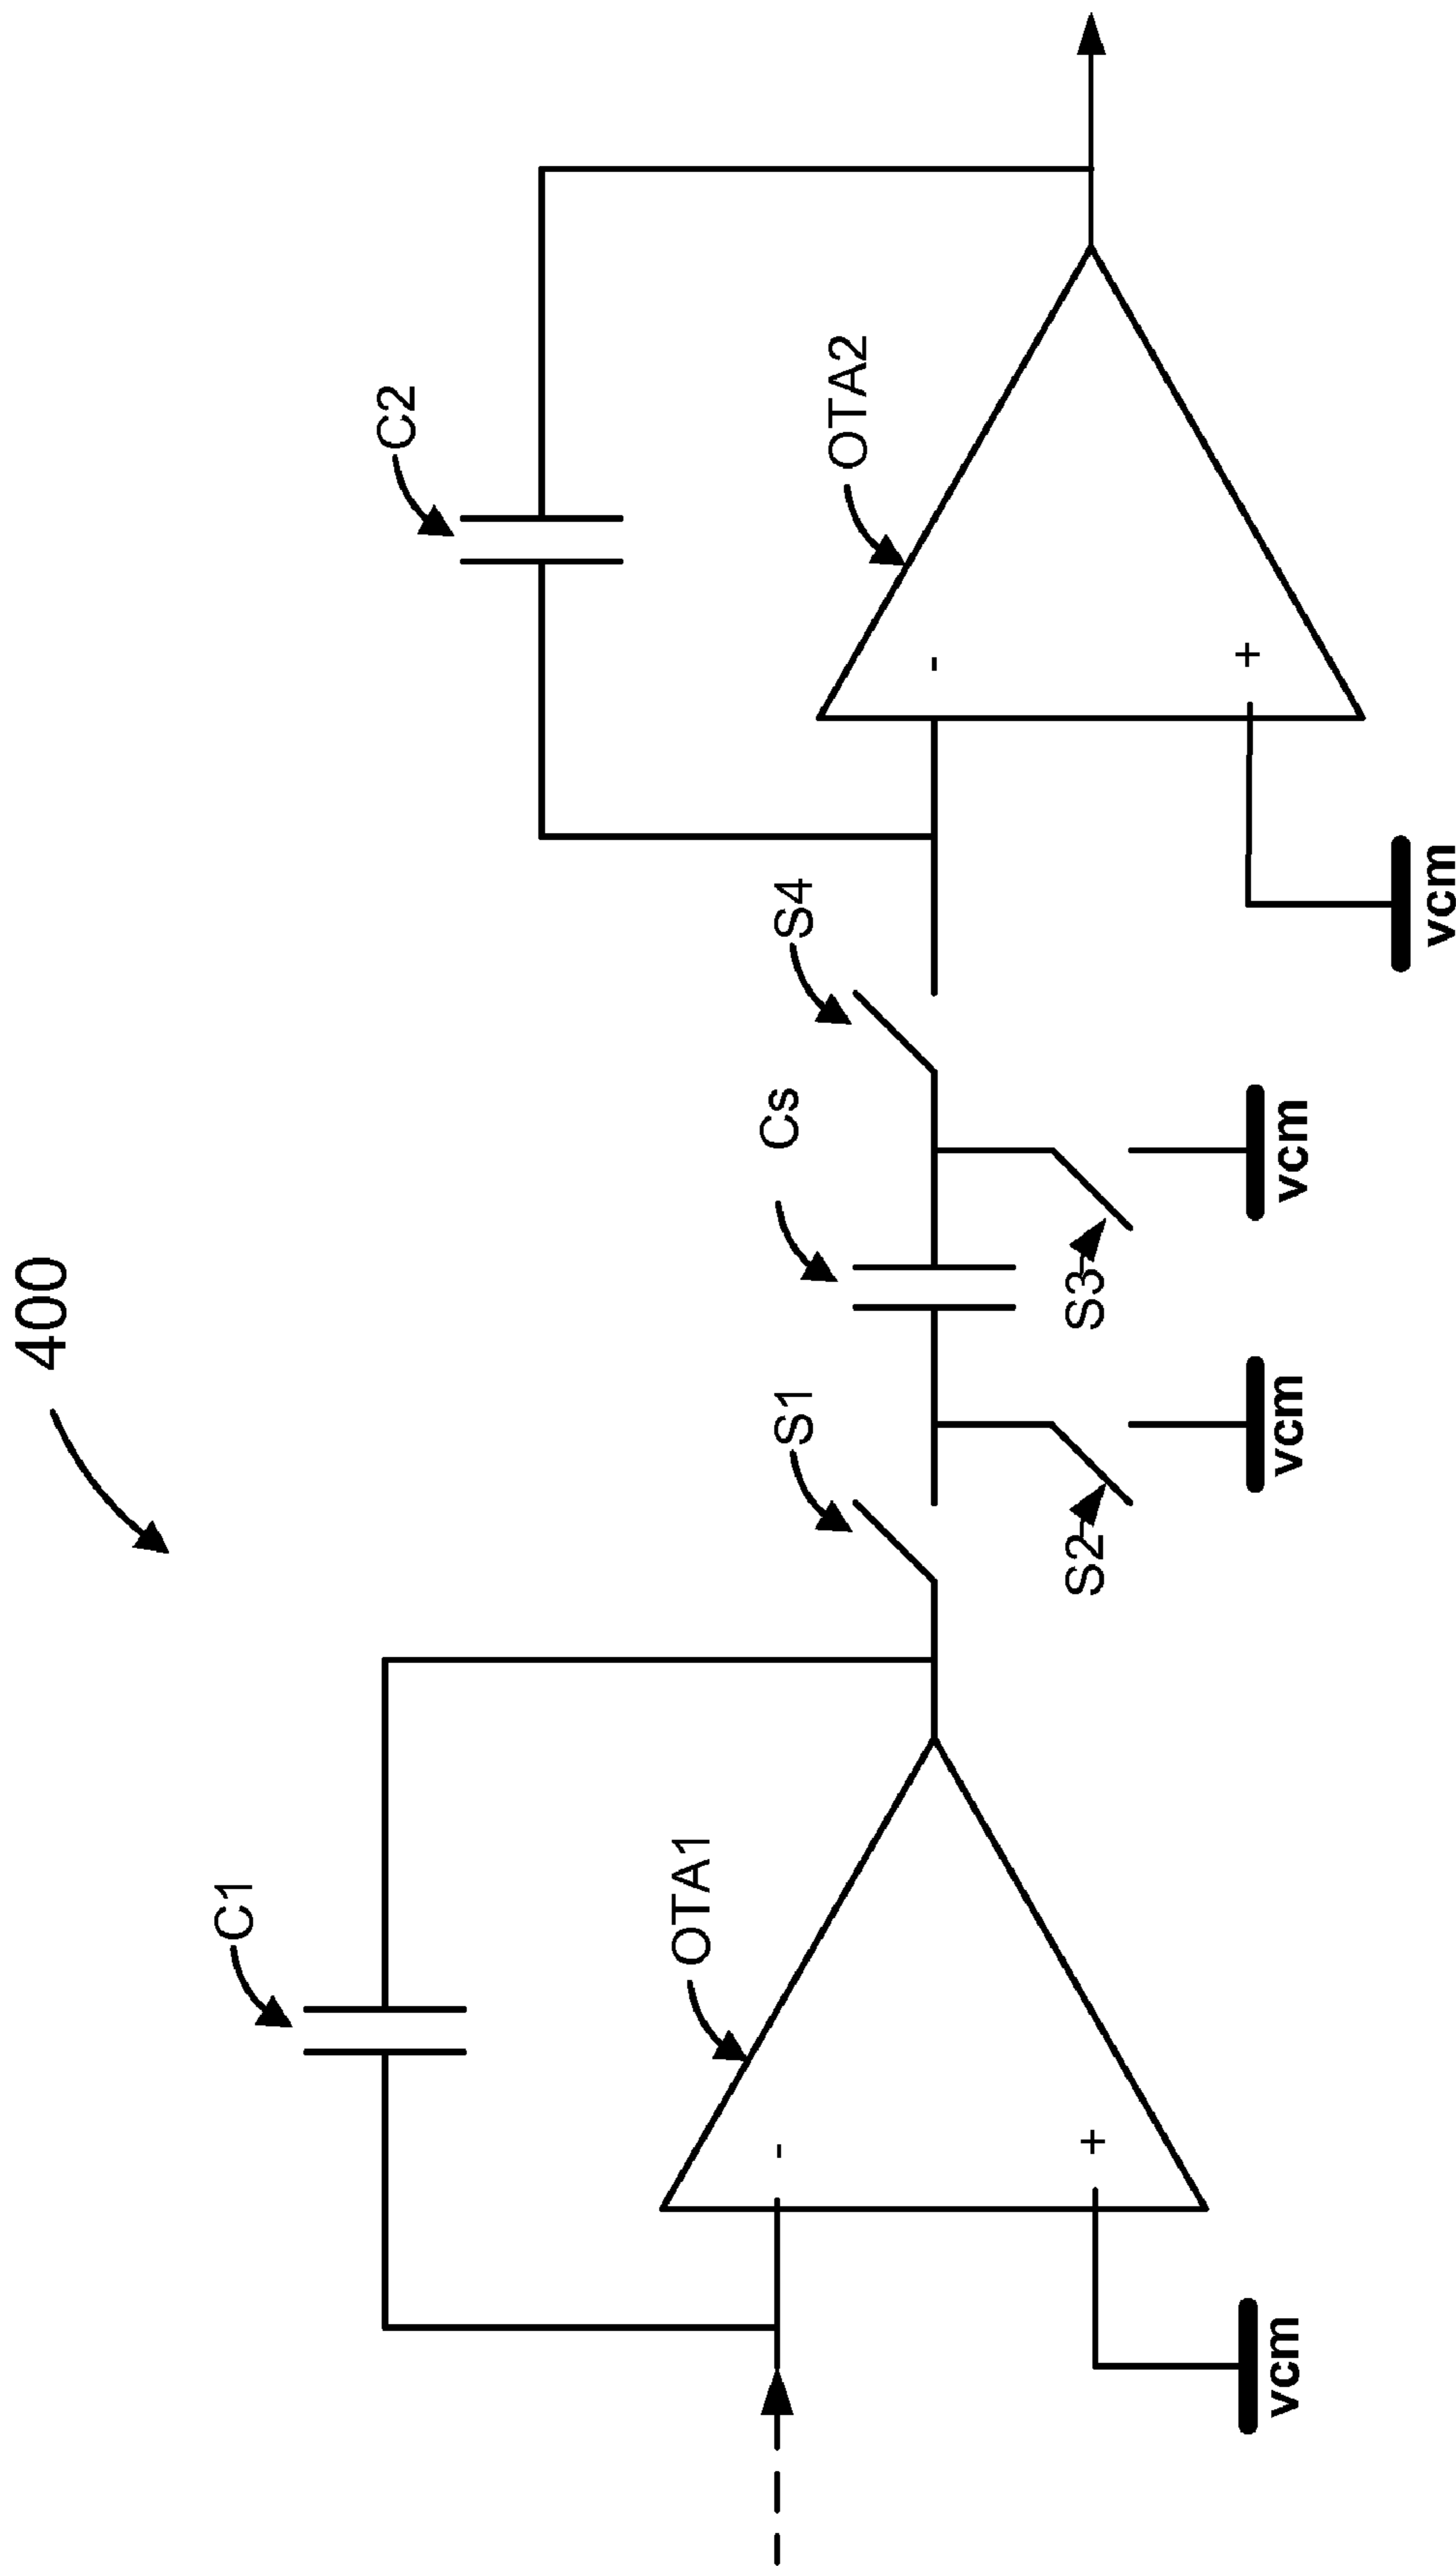 400
C1
OTA1
-
+
vcm
S1
S2
vcm
Cs
S3
vcm
S4
C2
OTA2
-
+
vcm